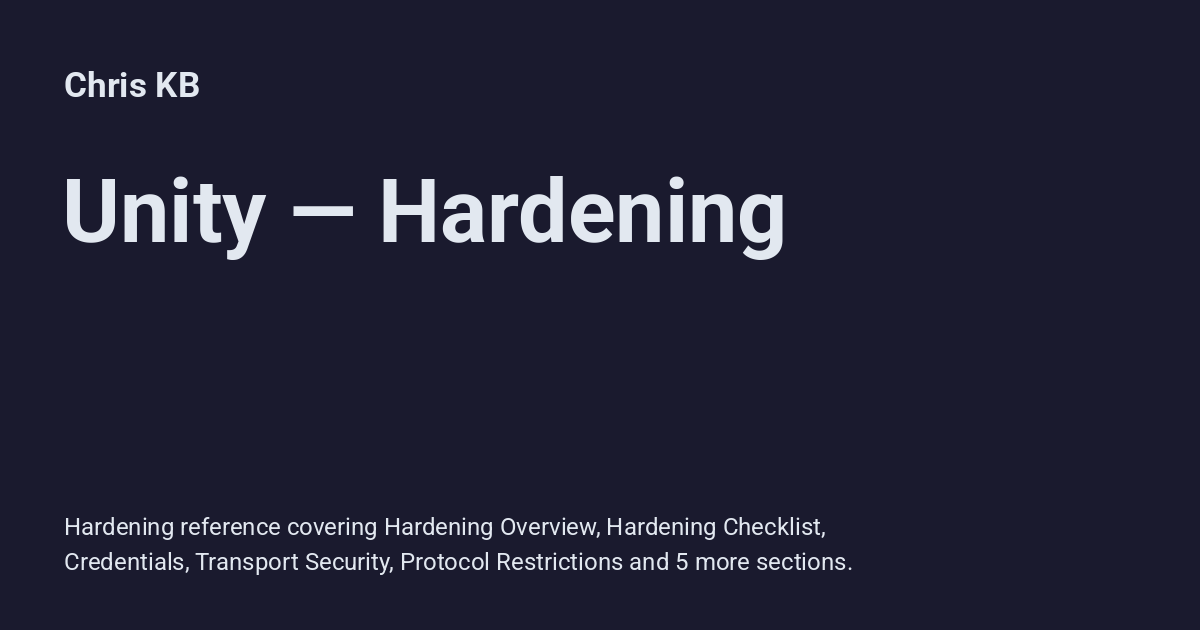 Chris KB
Unity — Hardening
Hardening reference covering Hardening Overview, Hardening Checklist,
Credentials, Transport Security, Protocol Restrictions and 5 more sections.